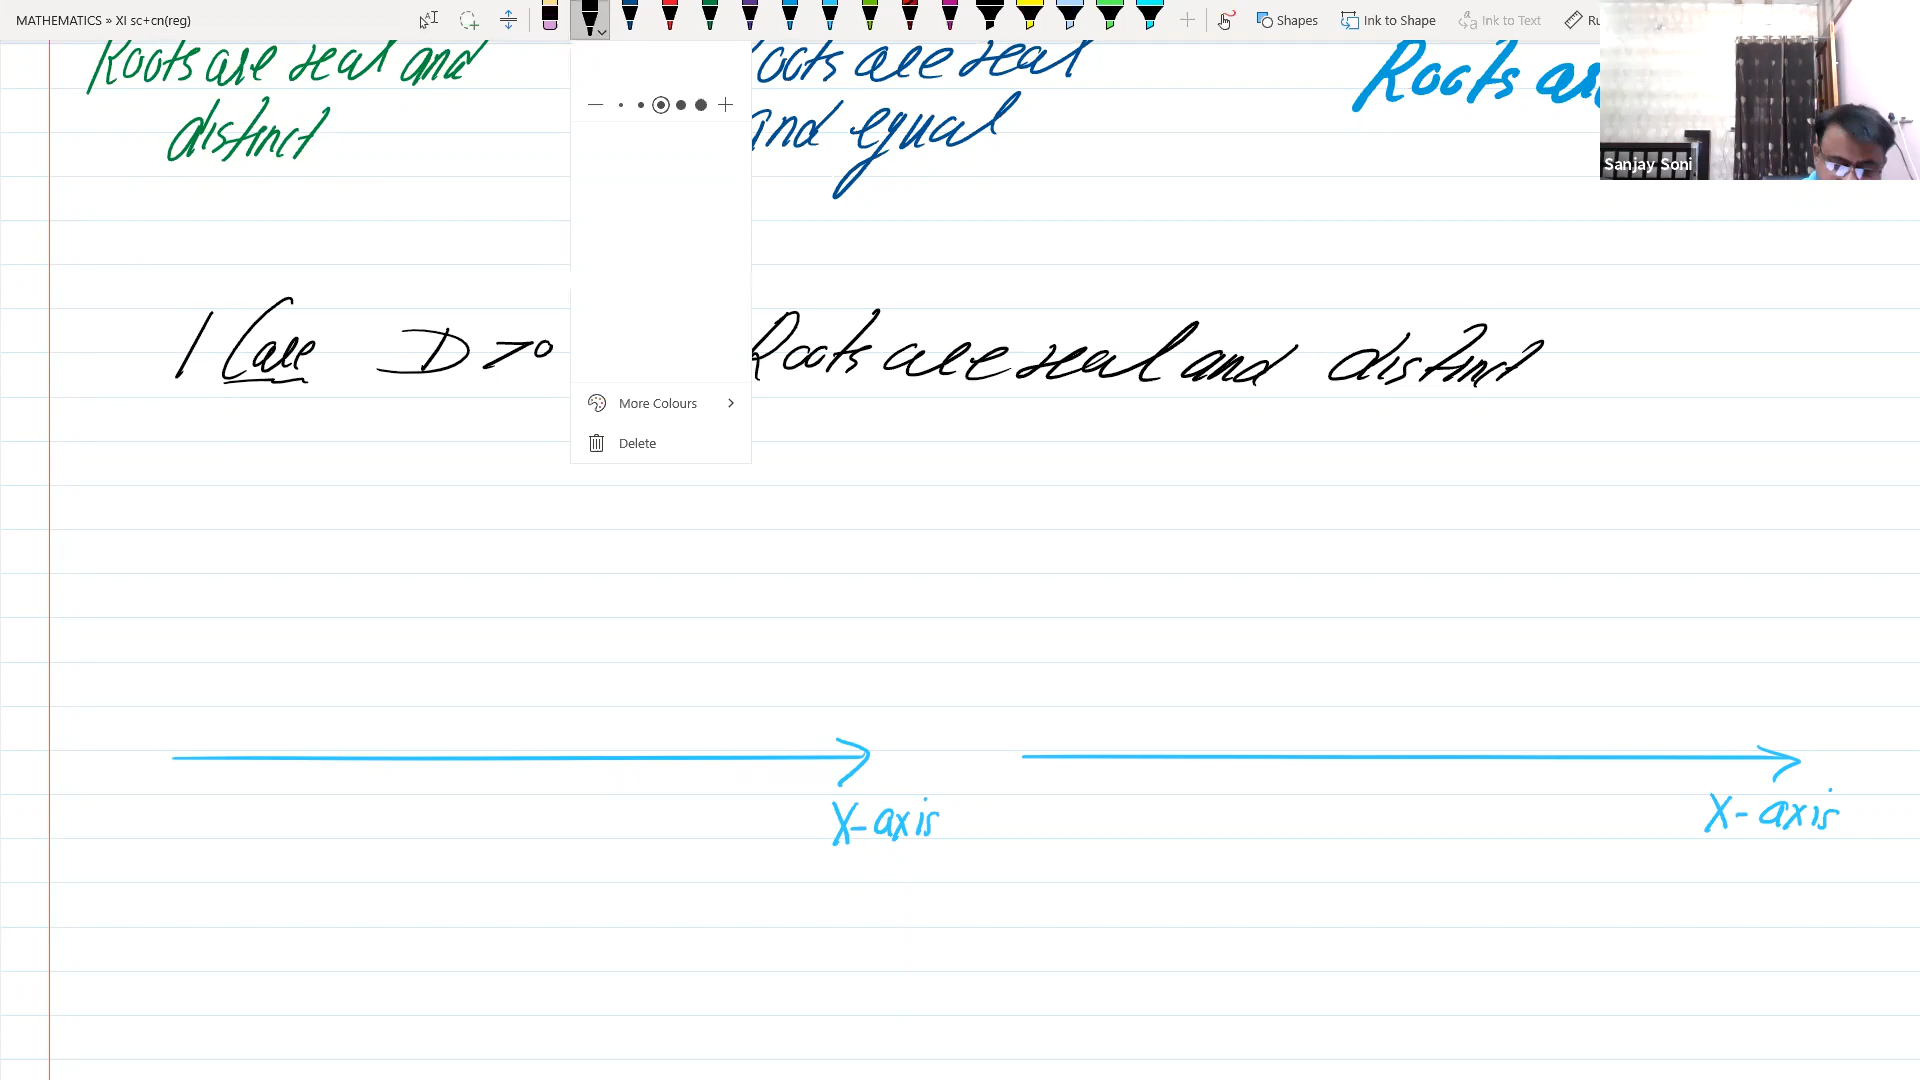 MATHEMATICS » XI sc+cn(reg)
Shapes
Ink to Shape
Ink to Text
Ru
Sanjay Soni
Roots are real and
distinct
oots are real
and equal
Roots ar
I Case D>0
Roots are real and distinct
More Colours
Delete
X-axis
X-axis